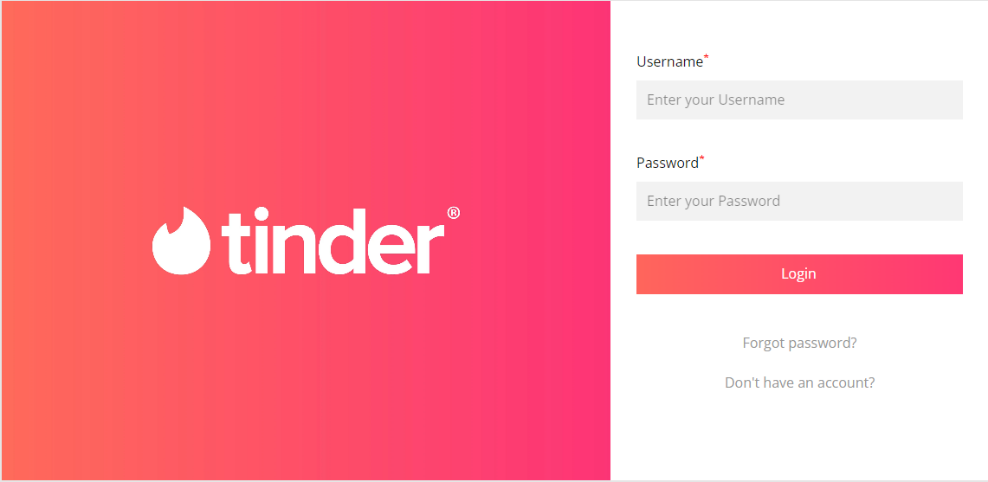 tinder®
Username*
Enter your Username
Password*
Enter your Password
Login
Forgot password?
Don't have an account?